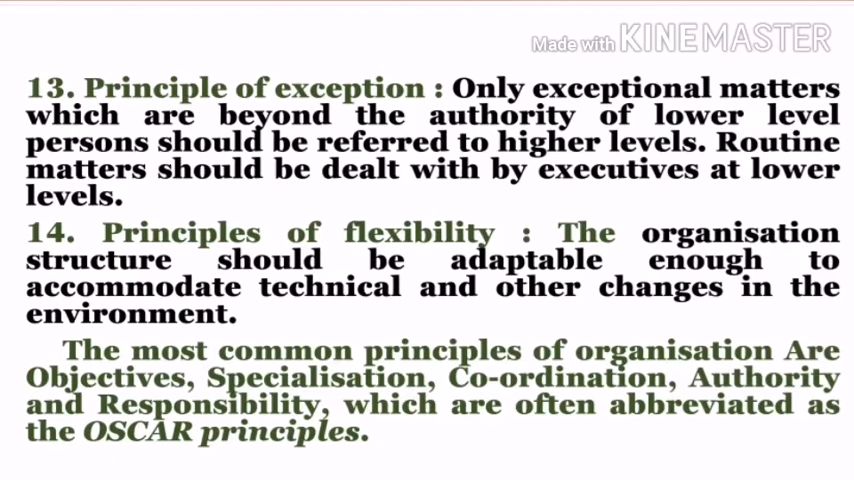 Made with KINEMASTER
13. Principle of exception : Only exceptional matters
which are beyond the authority of lower level
persons should be referred to higher levels. Routine
matters should be dealt with by executives at lower
levels.
14. Principles of flexibility : The organisation
structure should be adaptable enough to
accommodate technical and other changes in the
environment.
The most common principles of organisation Are
Objectives, Specialisation, Co-ordination, Authority
and Responsibility, which are often abbreviated as
the OSCAR principles.